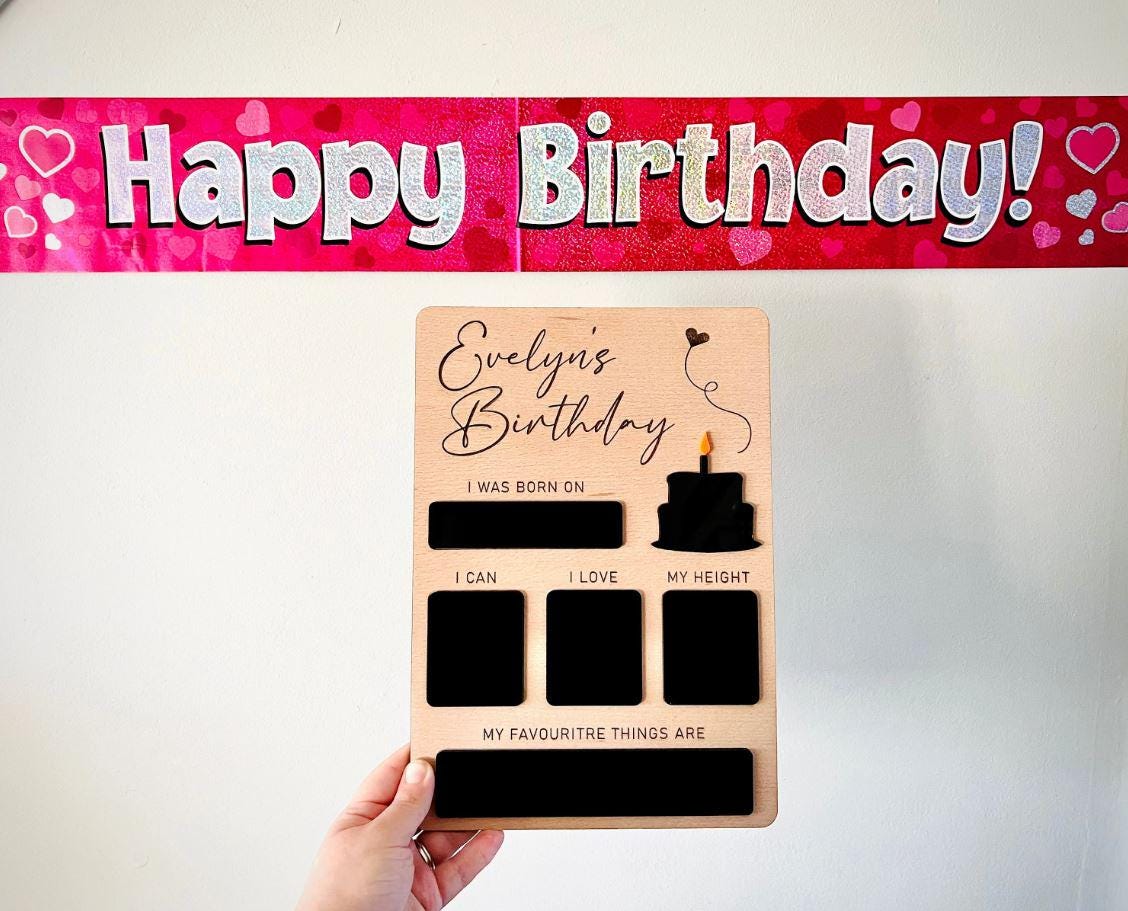 Happy Birthday!
Evelyn's
Birthday
I WAS BORN ON
I CAN I LOVE MY HEIGHT
MY FAVOURITRE THINGS ARE